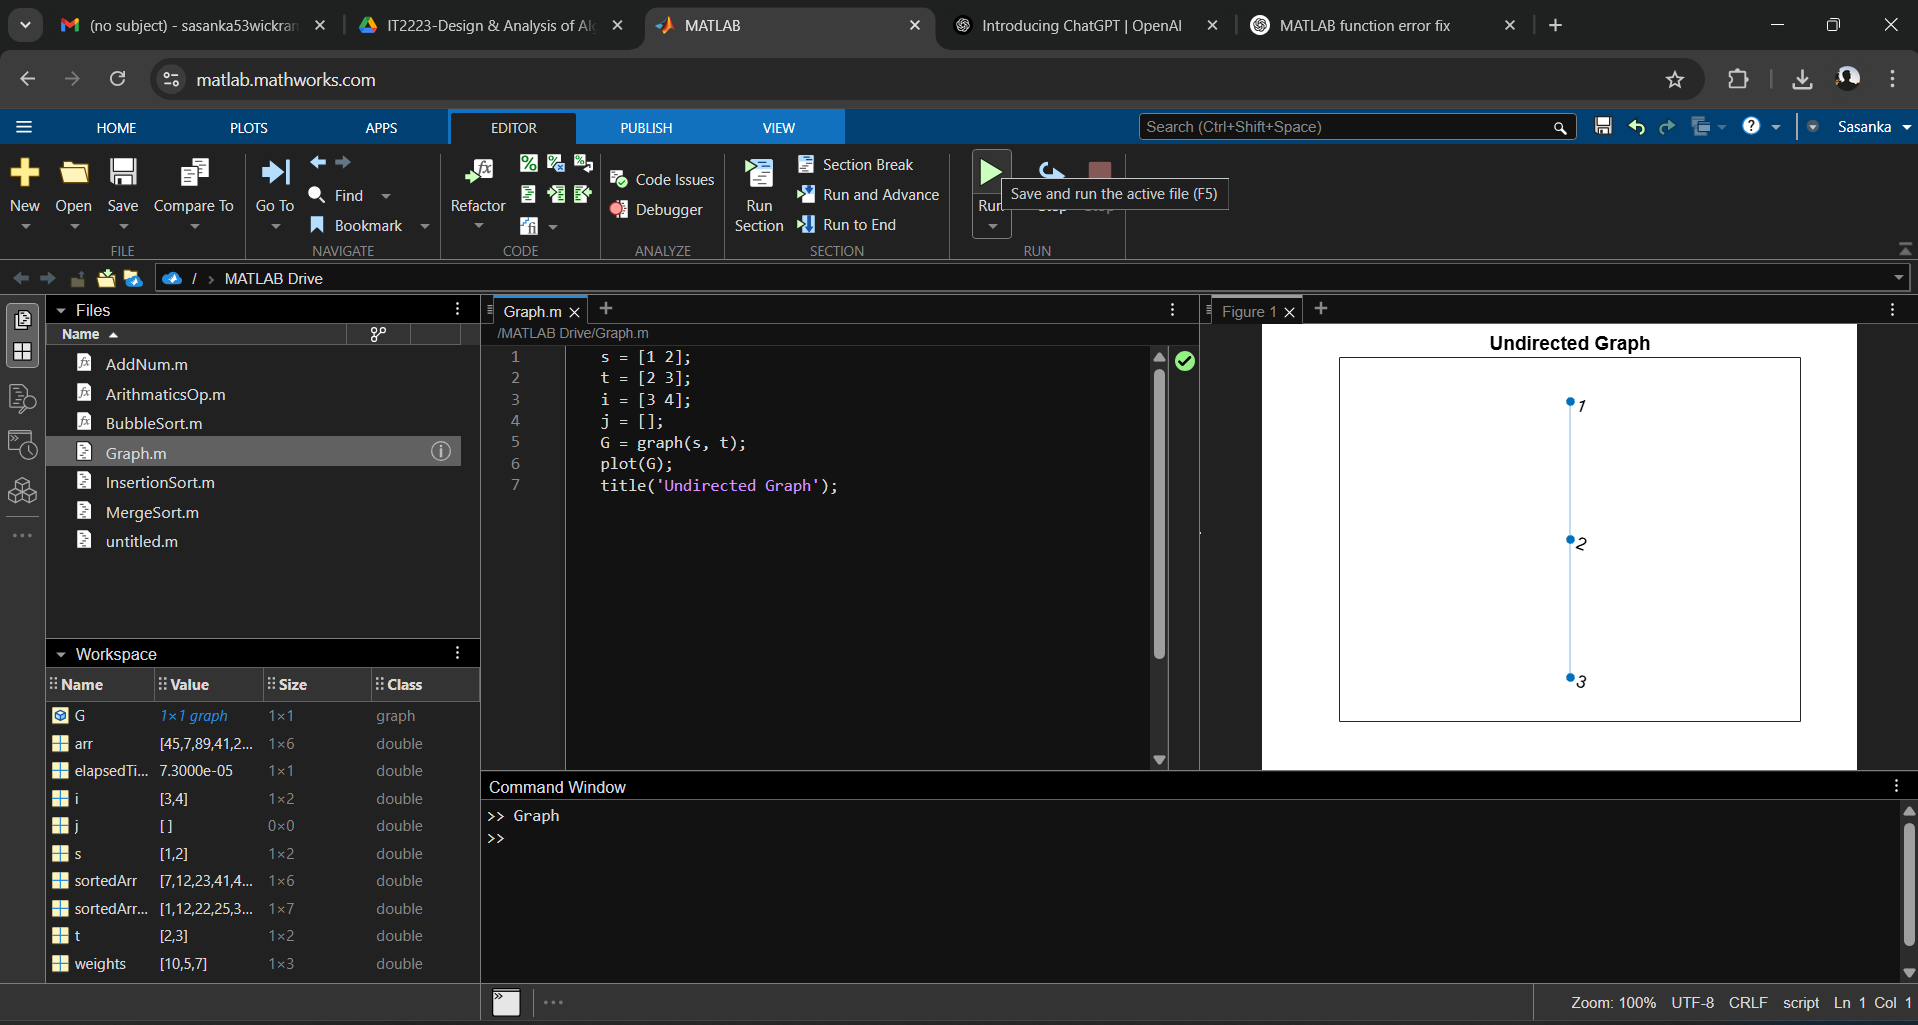 (no subject) - sasanka53wickran
IT2223-Design & Analysis of Al
MATLAB
Introducing ChatGPT | OpenAI
MATLAB function error fix
matlab.mathworks.com
HOME PLOTS APPS EDITOR PUBLISH VIEW
Search (Ctrl+Shift+Space)
Sasanka
New Open Save Compare To
Go To Find Bookmark
Refactor
Code Issues
Debugger
Run Section
Section Break
Run and Advance
Run to End
Run
Save and run the active file (F5)
FILE NAVIGATE CODE ANALYZE SECTION RUN
/ > MATLAB Drive
Files
Name
AddNum.m
ArithmaticsOp.m
BubbleSort.m
Graph.m
InsertionSort.m
MergeSort.m
untitled.m
Workspace
Name Value Size Class
G 1×1 graph 1×1 graph
arr [45,7,89,41,2... 1×6 double
elapsedTi... 7.3000e-05 1×1 double
i [3,4] 1×2 double
j [] 0×0 double
s [1,2] 1×2 double
sortedArr [7,12,23,41,4... 1×6 double
sortedArr... [1,12,22,25,3... 1×7 double
t [2,3] 1×2 double
weights [10,5,7] 1×3 double
Graph.m
/MATLAB Drive/Graph.m
1 s = [1 2];
2 t = [2 3];
3 i = [3 4];
4 j = [];
5 G = graph(s, t);
6 plot(G);
7 title('Undirected Graph');
Figure 1
Undirected Graph
1
2
3
Command Window
>> Graph
>>
Zoom: 100% UTF-8 CRLF script Ln 1 Col 1